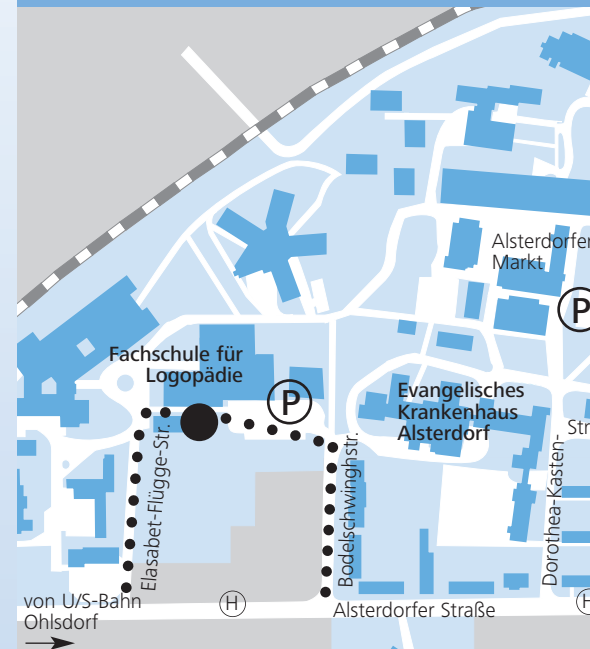 Alsterdorfer
Markt
P
Fachschule für
Logopädie
P
Evangelisches
Krankenhaus
Alsterdorf
Elasabet-Flügge-Str.
Bodelschwinghstr.
Dorothea-Kasten-
Str
von U/S-Bahn
Ohlsdorf
H
Alsterdorfer Straße
H